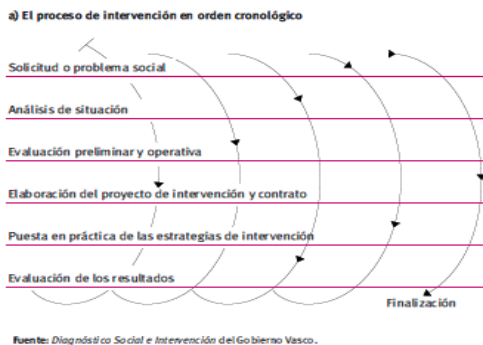 a) El proceso de intervención en orden cronológico
Solicitud o problema social
Análisis de situación
Evaluación preliminar y operativa
Elaboración del proyecto de intervención y contrato
Puesta en práctica de las estrategias de intervención
Evaluación de los resultados
Finalización
Fuente: Diagnóstico Social e Intervención del Gobierno Vasco.